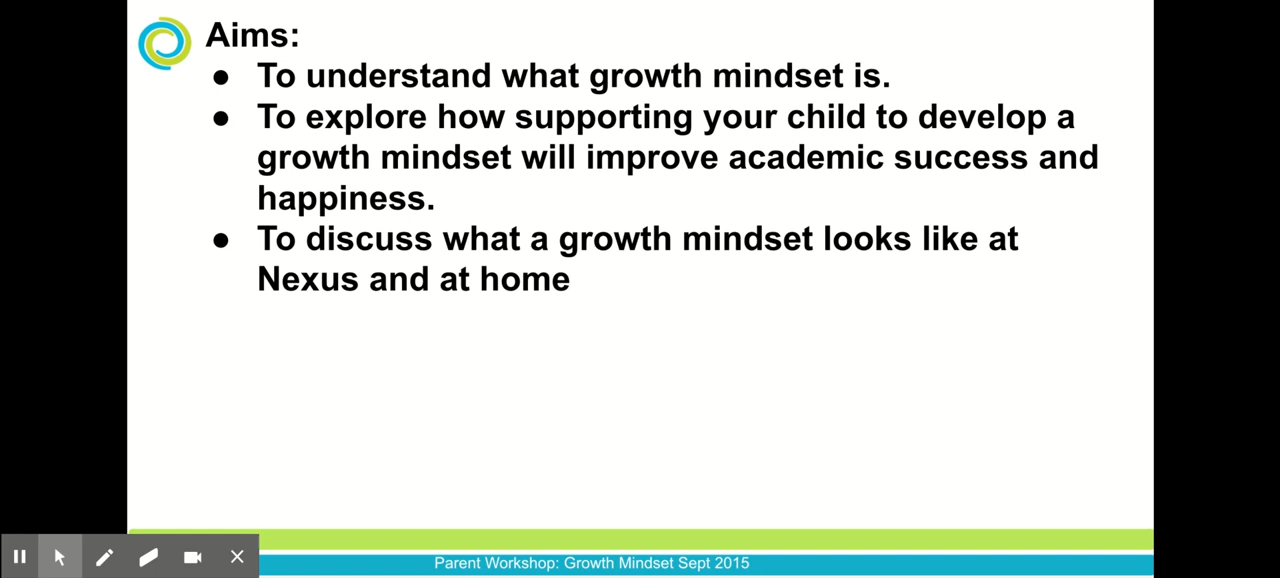 Aims:
● To understand what growth mindset is.
● To explore how supporting your child to develop a
growth mindset will improve academic success and
happiness.
● To discuss what a growth mindset looks like at
Nexus and at home
Parent Workshop: Growth Mindset Sept 2015